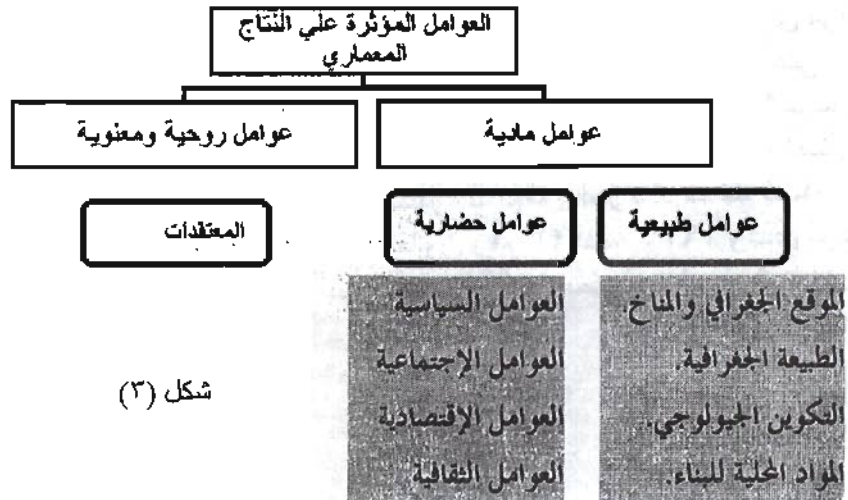 العوامل المؤثرة علي النتاج
المعماري
عوامل مادية
عوامل روحية ومعنوية
عوامل طبيعية
عوامل حضارية
المعتقدات
الموقع الجغرافي والمناخ.
الطبيعة الجغرافية.
التكوين الجيولوجي.
المواد المحلية للبناء.
العوامل السياسية
العوامل الإجتماعية
العوامل الإقتصادية
العوامل الثقافية
شكل (٣)